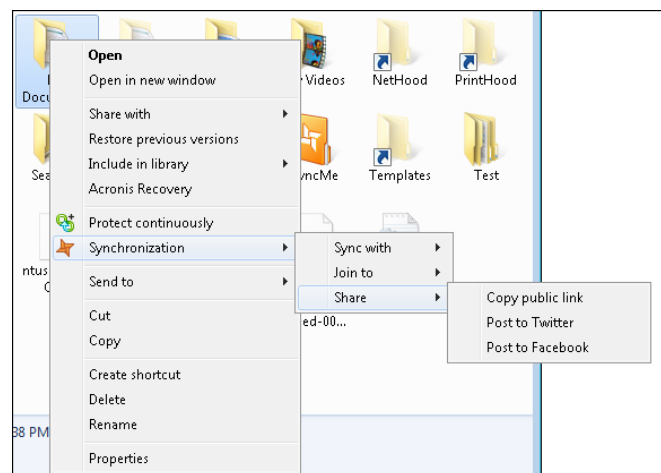 Open
Open in new window
Share with
Restore previous versions
Include in library
Acronis Recovery
Protect continuously
Synchronization
Send to
Cut
Copy
Create shortcut
Delete
Rename
Properties
Sync with
Join to
Share
Copy public link
Post to Twitter
Post to Facebook
Videos
NetHood
PrintHood
Docu
Sea
yncMe
Templates
Test
ntus
ed-00...
38 PM